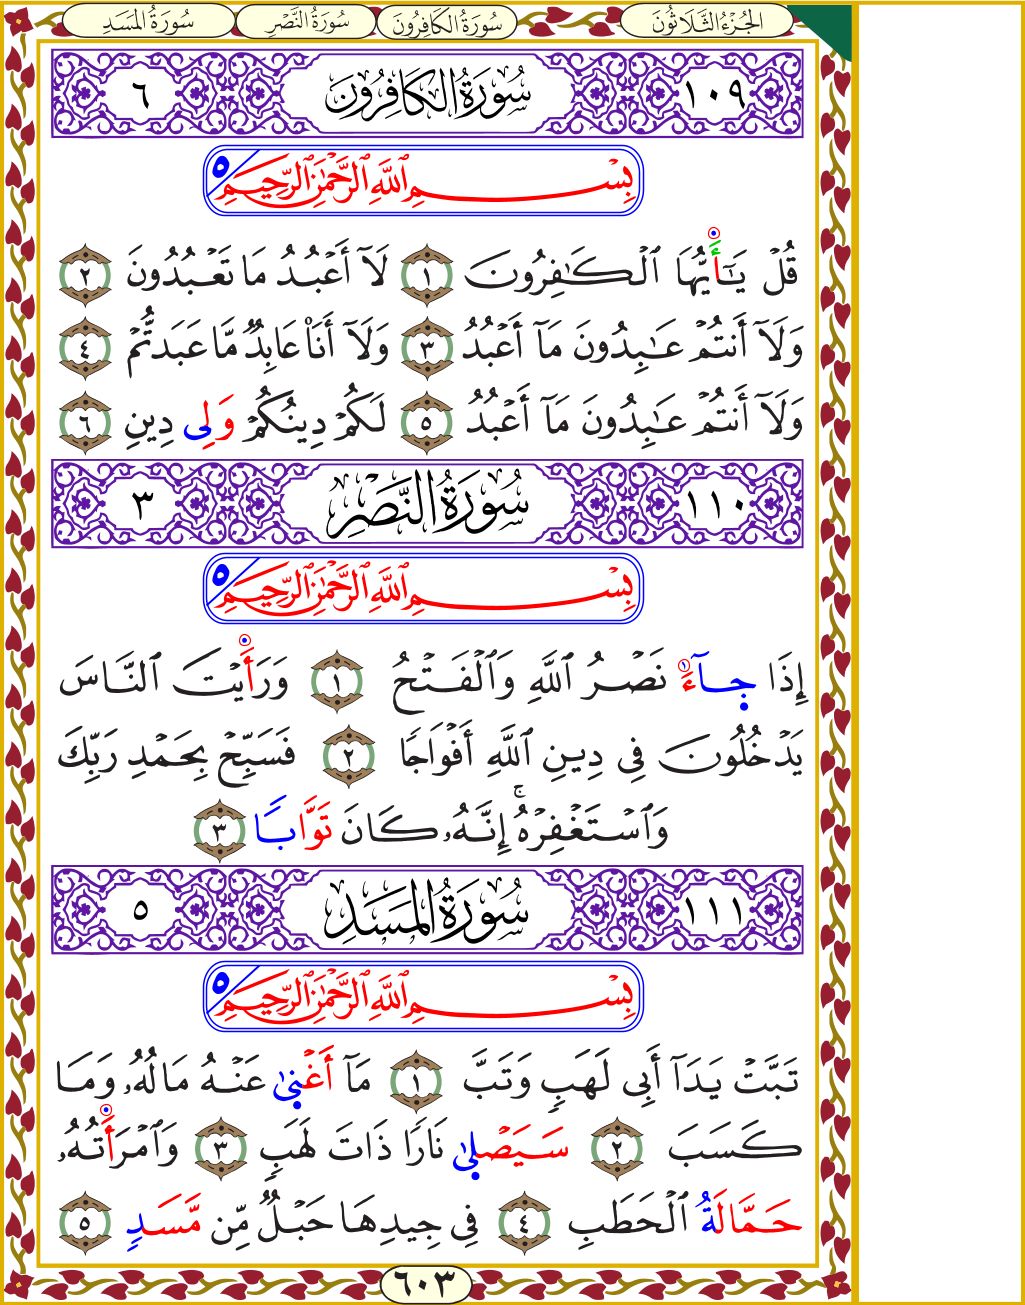 الجُزْءُ الثَّلَاثُونَ سُورَةُ الكَافِرُونَ سُورَةُ النَّصْرِ سُورَةُ المَسَدِ
١٠٩ سُورَةُ الكَافِرُونَ ٦
بِسْمِ ٱللَّهِ ٱلرَّحْمَٰنِ ٱلرَّحِيمِ ٥
قُلْ يَـٰٓأَيُّهَا ٱلْكَـٰفِرُونَ ١ لَآ أَعْبُدُ مَا تَعْبُدُونَ ٢
وَلَآ أَنتُمْ عَـٰبِدُونَ مَآ أَعْبُدُ ٣ وَلَآ أَنَا۠ عَابِدٌ مَّا عَبَدتُّمْ ٤
وَلَآ أَنتُمْ عَـٰبِدُونَ مَآ أَعْبُدُ ٥ لَكُمْ دِينُكُمْ وَلِى دِينِ ٦
١١٠ سُورَةُ النَّصْرِ ٣
بِسْمِ ٱللَّهِ ٱلرَّحْمَٰنِ ٱلرَّحِيمِ ٥
إِذَا جَآءَ نَصْرُ ٱللَّهِ وَٱلْفَتْحُ ١ وَرَأَيْتَ ٱلنَّاسَ
يَدْخُلُونَ فِى دِينِ ٱللَّهِ أَفْوَاجًا ٢ فَسَبِّحْ بِحَمْدِ رَبِّكَ
وَٱسْتَغْفِرْهُ ۚ إِنَّهُۥ كَانَ تَوَّابًا ٣
١١١ سُورَةُ المَسَدِ ٥
بِسْمِ ٱللَّهِ ٱلرَّحْمَٰنِ ٱلرَّحِيمِ ٥
تَبَّتْ يَدَآ أَبِى لَهَبٍ وَتَبَّ ١ مَآ أَغْنِىٰ عَنْهُ مَالُهُۥ وَمَا
كَسَبَ ٢ سَيَصْلِىٰ نَارًا ذَاتَ لَهَبٍ ٣ وَٱمْرَأَتُهُۥ
حَمَّالَةُ ٱلْحَطَبِ ٤ فِى جِيدِهَا حَبْلٌ مِّن مَّسَدٍ ٥
٦٠٣